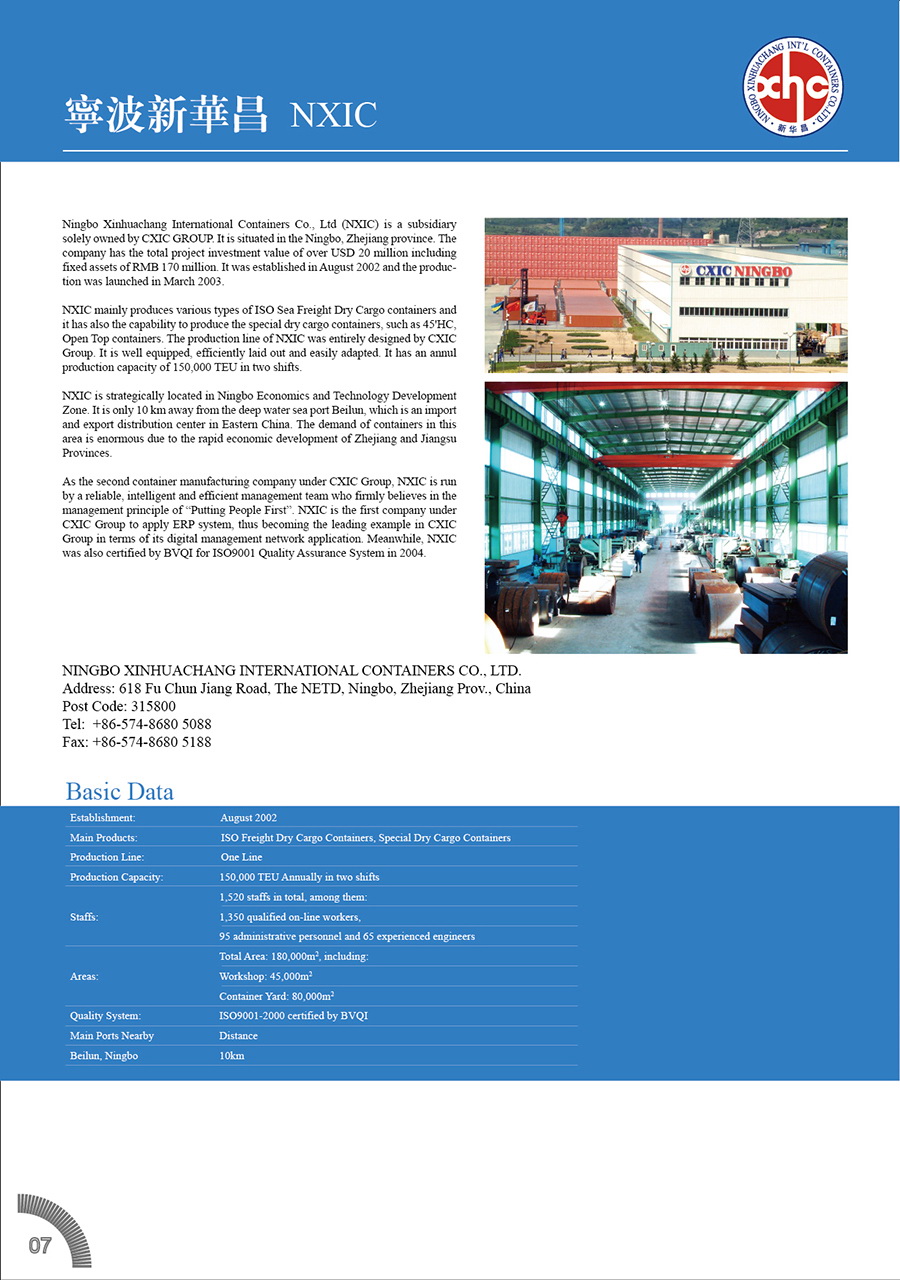 寧波新華昌 NXIC
NINGBO XINHUACHANG INT'L CONTAINERS CO.,LTD.
xhc
新华昌
Ningbo Xinhuachang International Containers Co., Ltd (NXIC) is a subsidiary
solely owned by CXIC GROUP. It is situated in the Ningbo, Zhejiang province. The
company has the total project investment value of over USD 20 million including
fixed assets of RMB 170 million. It was established in August 2002 and the produc-
tion was launched in March 2003.
NXIC mainly produces various types of ISO Sea Freight Dry Cargo containers and
it has also the capability to produce the special dry cargo containers, such as 45'HC,
Open Top containers. The production line of NXIC was entirely designed by CXIC
Group. It is well equipped, efficiently laid out and easily adapted. It has an annul
production capacity of 150,000 TEU in two shifts.
NXIC is strategically located in Ningbo Economics and Technology Development
Zone. It is only 10 km away from the deep water sea port Beilun, which is an import
and export distribution center in Eastern China. The demand of containers in this
area is enormous due to the rapid economic development of Zhejiang and Jiangsu
Provinces.
As the second container manufacturing company under CXIC Group, NXIC is run
by a reliable, intelligent and efficient management team who firmly believes in the
management principle of “Putting People First”. NXIC is the first company under
CXIC Group to apply ERP system, thus becoming the leading example in CXIC
Group in terms of its digital management network application. Meanwhile, NXIC
was also certified by BVQI for ISO9001 Quality Assurance System in 2004.
CXIC NINGBO
NINGBO XINHUACHANG INTERNATIONAL CONTAINERS CO., LTD.
Address: 618 Fu Chun Jiang Road, The NETD, Ningbo, Zhejiang Prov., China
Post Code: 315800
Tel: +86-574-8680 5088
Fax: +86-574-8680 5188
Basic Data
Establishment: August 2002
Main Products: ISO Freight Dry Cargo Containers, Special Dry Cargo Containers
Production Line: One Line
Production Capacity: 150,000 TEU Annually in two shifts
1,520 staffs in total, among them:
Staffs: 1,350 qualified on-line workers,
95 administrative personnel and 65 experienced engineers
Total Area: 180,000m², including:
Areas: Workshop: 45,000m²
Container Yard: 80,000m²
Quality System: ISO9001-2000 certified by BVQI
Main Ports Nearby Distance
Beilun, Ningbo 10km
07